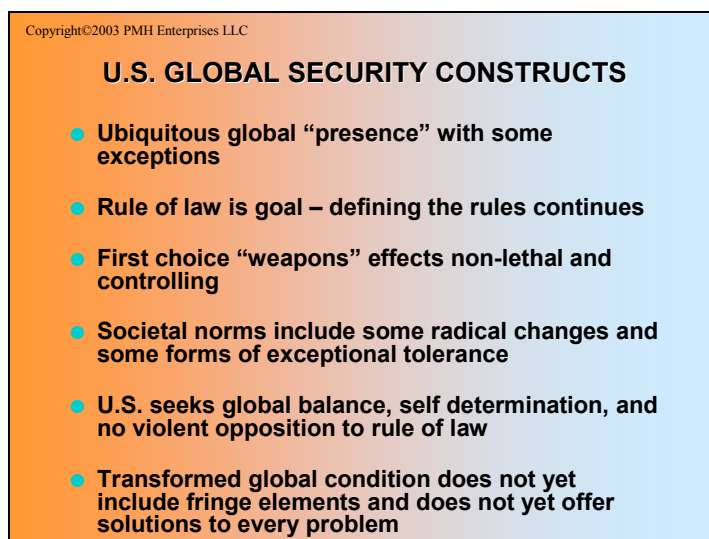 Copyright©2003 PMH Enterprises LLC
U.S. GLOBAL SECURITY CONSTRUCTS
● Ubiquitous global “presence” with some
exceptions
● Rule of law is goal – defining the rules continues
● First choice “weapons” effects non-lethal and
controlling
● Societal norms include some radical changes and
some forms of exceptional tolerance
● U.S. seeks global balance, self determination, and
no violent opposition to rule of law
● Transformed global condition does not yet
include fringe elements and does not yet offer
solutions to every problem